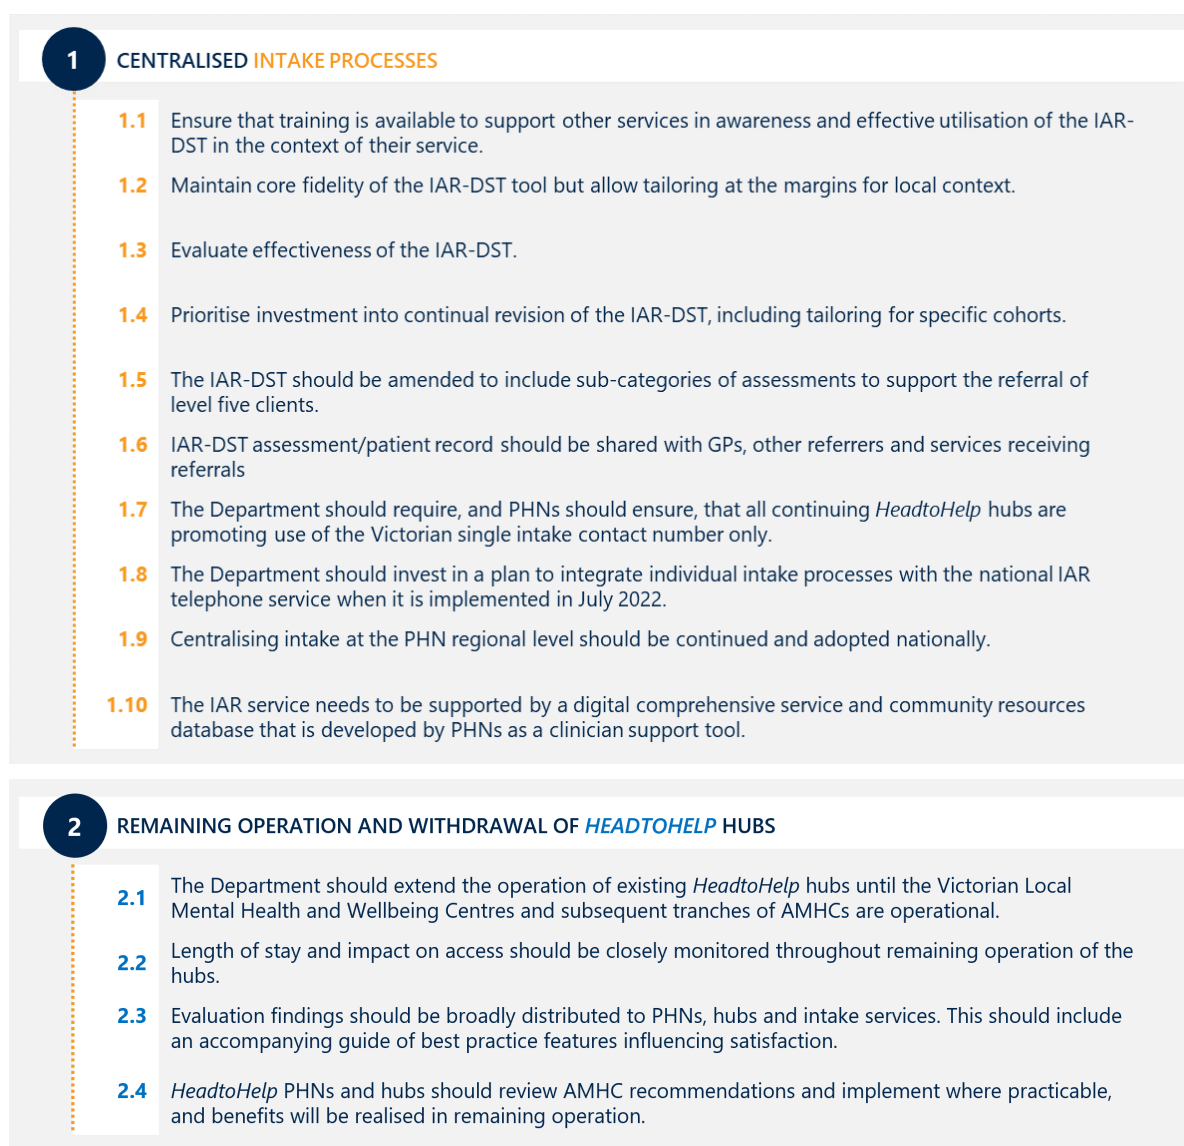 1 CENTRALISED INTAKE PROCESSES
1.1 Ensure that training is available to support other services in awareness and effective utilisation of the IAR-
DST in the context of their service.
1.2 Maintain core fidelity of the IAR-DST tool but allow tailoring at the margins for local context.
1.3 Evaluate effectiveness of the IAR-DST.
1.4 Prioritise investment into continual revision of the IAR-DST, including tailoring for specific cohorts.
1.5 The IAR-DST should be amended to include sub-categories of assessments to support the referral of
level five clients.
1.6 IAR-DST assessment/patient record should be shared with GPs, other referrers and services receiving
referrals
1.7 The Department should require, and PHNs should ensure, that all continuing HeadtoHelp hubs are
promoting use of the Victorian single intake contact number only.
1.8 The Department should invest in a plan to integrate individual intake processes with the national IAR
telephone service when it is implemented in July 2022.
1.9 Centralising intake at the PHN regional level should be continued and adopted nationally.
1.10 The IAR service needs to be supported by a digital comprehensive service and community resources
database that is developed by PHNs as a clinician support tool.
2 REMAINING OPERATION AND WITHDRAWAL OF HEADTOHELP HUBS
2.1 The Department should extend the operation of existing HeadtoHelp hubs until the Victorian Local
Mental Health and Wellbeing Centres and subsequent tranches of AMHCs are operational.
2.2 Length of stay and impact on access should be closely monitored throughout remaining operation of the
hubs.
2.3 Evaluation findings should be broadly distributed to PHNs, hubs and intake services. This should include
an accompanying guide of best practice features influencing satisfaction.
2.4 HeadtoHelp PHNs and hubs should review AMHC recommendations and implement where practicable,
and benefits will be realised in remaining operation.